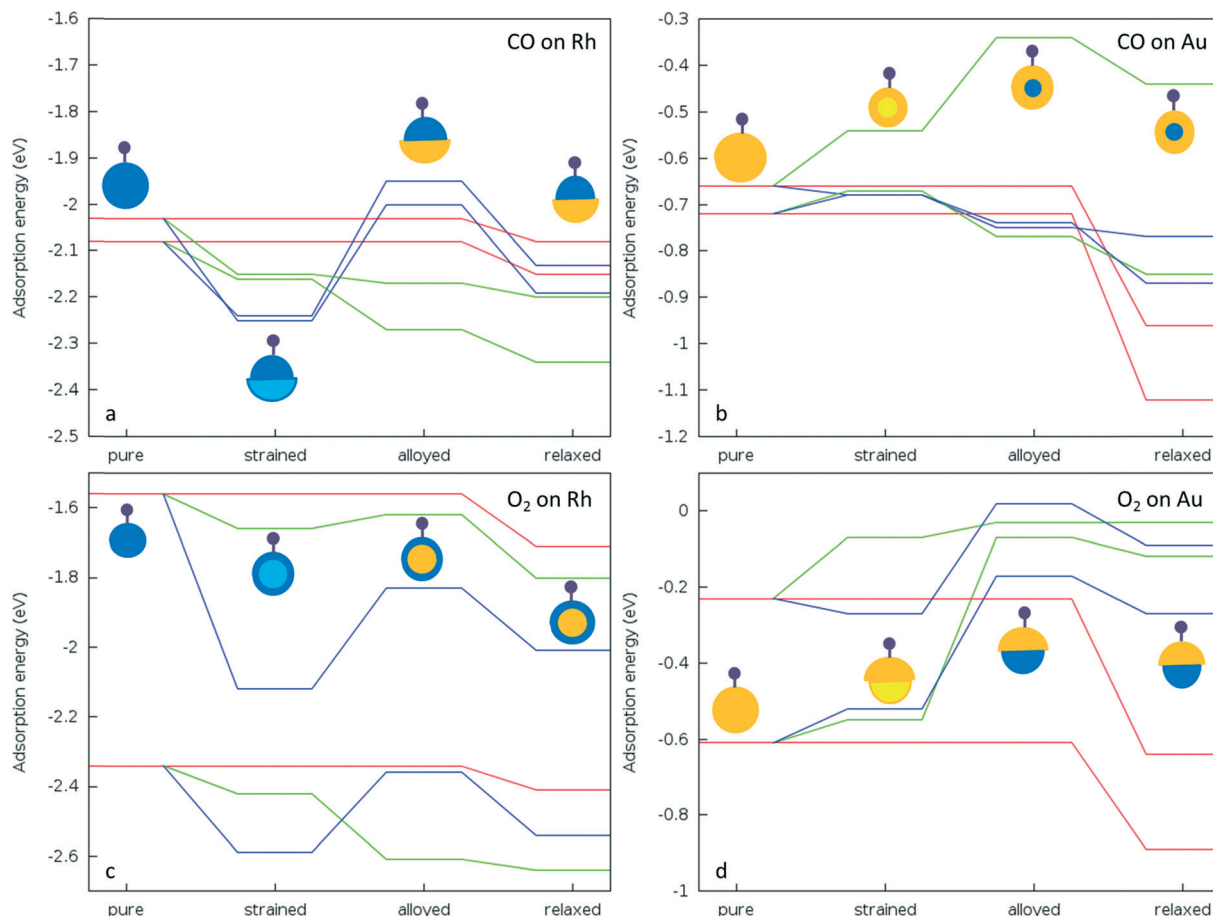 -1.6
-1.7
-1.8
-1.9
-2
-2.1
-2.2
-2.3
-2.4
-2.5
Adsorption energy (eV)
CO on Rh
a
pure strained alloyed relaxed
-0.3
-0.4
-0.5
-0.6
-0.7
-0.8
-0.9
-1
-1.1
-1.2
Adsorption energy (eV)
CO on Au
b
pure strained alloyed relaxed
-1.6
-1.8
-2
-2.2
-2.4
-2.6
Adsorption energy (eV)
O₂ on Rh
c
pure strained alloyed relaxed
0
-0.2
-0.4
-0.6
-0.8
-1
Adsorption energy (eV)
O₂ on Au
d
pure strained alloyed relaxed